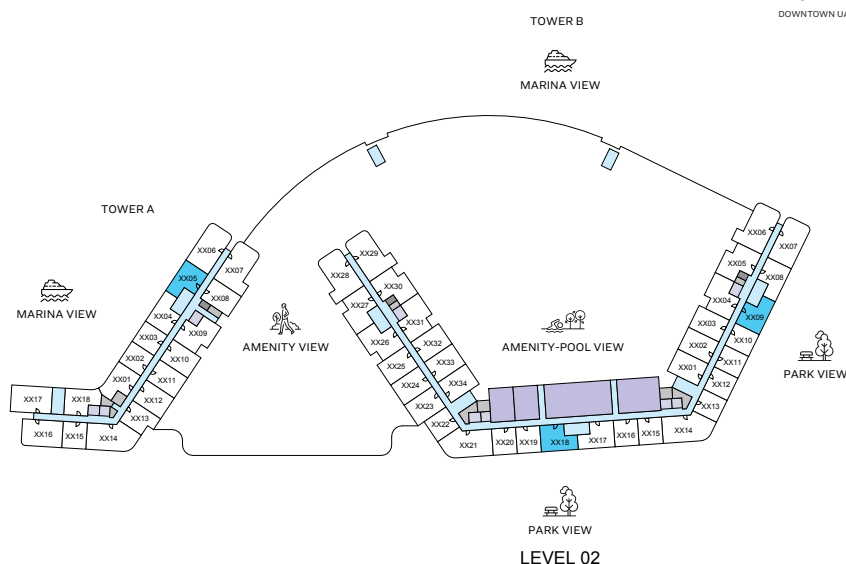 DOWNTOWN UA
TOWER B
MARINA VIEW
TOWER A
MARINA VIEW
AMENITY VIEW
AMENITY-POOL VIEW
PARK VIEW
PARK VIEW
LEVEL 02
XX06
XX07
XX05
XX08
XX04
XX09
XX03
XX10
XX02
XX11
XX01
XX12
XX13
XX17
XX18
XX16
XX15
XX14
XX29
XX28
XX30
XX27
XX31
XX26
XX32
XX25
XX33
XX24
XX34
XX23
XX22
XX21
XX20
XX19
XX18
XX17
XX16
XX15
XX14
XX06
XX07
XX05
XX08
XX04
XX09
XX03
XX10
XX02
XX11
XX01
XX12
XX13